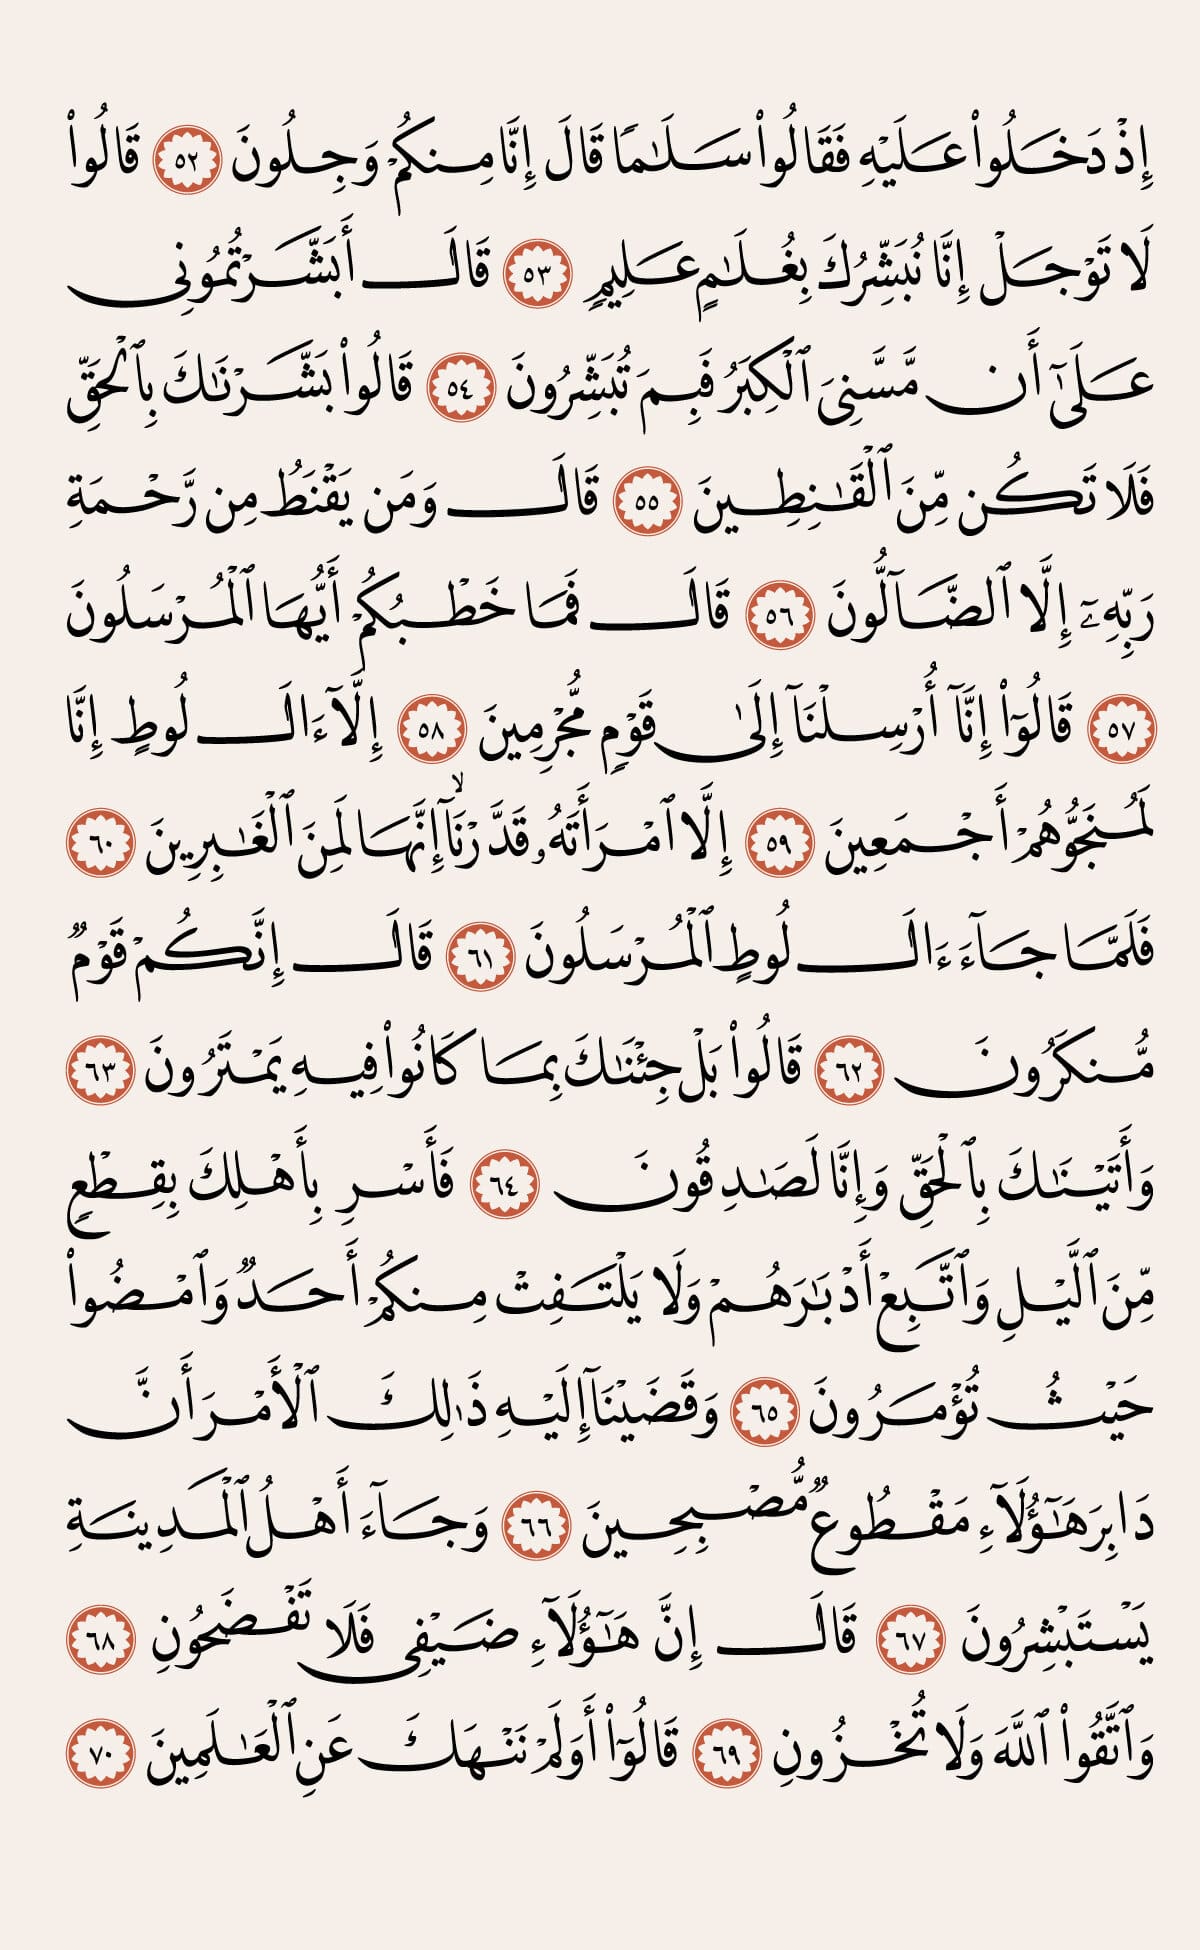 إِذْ دَخَلُوا۟ عَلَيْهِ فَقَالُوا۟ سَلَـٰمًا قَالَ إِنَّا مِنكُمْ وَجِلُونَ ٥٢ قَالُوا۟
لَا تَوْجَلْ إِنَّا نُبَشِّرُكَ بِغُلَـٰمٍ عَلِيمٍ ٥٣ قَالَ أَبَشَّرْتُمُونِى
عَلَىٰٓ أَن مَّسَّنِىَ ٱلْكِبَرُ فَبِمَ تُبَشِّرُونَ ٥٤ قَالُوا۟ بَشَّرْنَـٰكَ بِٱلْحَقِّ
فَلَا تَكُن مِّنَ ٱلْقَـٰنِطِينَ ٥٥ قَالَ وَمَن يَقْنَطُ مِن رَّحْمَةِ
رَبِّهِۦٓ إِلَّا ٱلضَّآلُّونَ ٥٦ قَالَ فَمَا خَطْبُكُمْ أَيُّهَا ٱلْمُرْسَلُونَ
٥٧ قَالُوٓا۟ إِنَّآ أُرْسِلْنَآ إِلَىٰ قَوْمٍ مُّجْرِمِينَ ٥٨ إِلَّآ ءَالَ لُوطٍ إِنَّا
لَمُنَجُّوهُمْ أَجْمَعِينَ ٥٩ إِلَّا ٱمْرَأَتَهُۥ قَدَّرْنَآ ۙ إِنَّهَا لَمِنَ ٱلْغَـٰبِرِينَ ٦٠
فَلَمَّا جَآءَ ءَالَ لُوطٍ ٱلْمُرْسَلُونَ ٦١ قَالَ إِنَّكُمْ قَوْمٌ
مُّنكَرُونَ ٦٢ قَالُوا۟ بَلْ جِئْنَـٰكَ بِمَا كَانُوا۟ فِيهِ يَمْتَرُونَ ٦٣
وَأَتَيْنَـٰكَ بِٱلْحَقِّ وَإِنَّا لَصَـٰدِقُونَ ٦٤ فَأَسْرِ بِأَهْلِكَ بِقِطْعٍ
مِّنَ ٱلَّيْلِ وَٱتَّبِعْ أَدْبَـٰرَهُمْ وَلَا يَلْتَفِتْ مِنكُمْ أَحَدٌ وَٱمْضُوا۟
حَيْثُ تُؤْمَرُونَ ٦٥ وَقَضَيْنَآ إِلَيْهِ ذَٰلِكَ ٱلْأَمْرَ أَنَّ
دَابِرَ هَـٰٓؤُلَآءِ مَقْطُوعٌ مُّصْبِحِينَ ٦٦ وَجَآءَ أَهْلُ ٱلْمَدِينَةِ
يَسْتَبْشِرُونَ ٦٧ قَالَ إِنَّ هَـٰٓؤُلَآءِ ضَيْفِى فَلَا تَفْضَحُونِ ٦٨
وَٱتَّقُوا۟ ٱللَّهَ وَلَا تُخْزُونِ ٦٩ قَالُوٓا۟ أَوَلَمْ نَنْهَكَ عَنِ ٱلْعَـٰلَمِينَ ٧٠